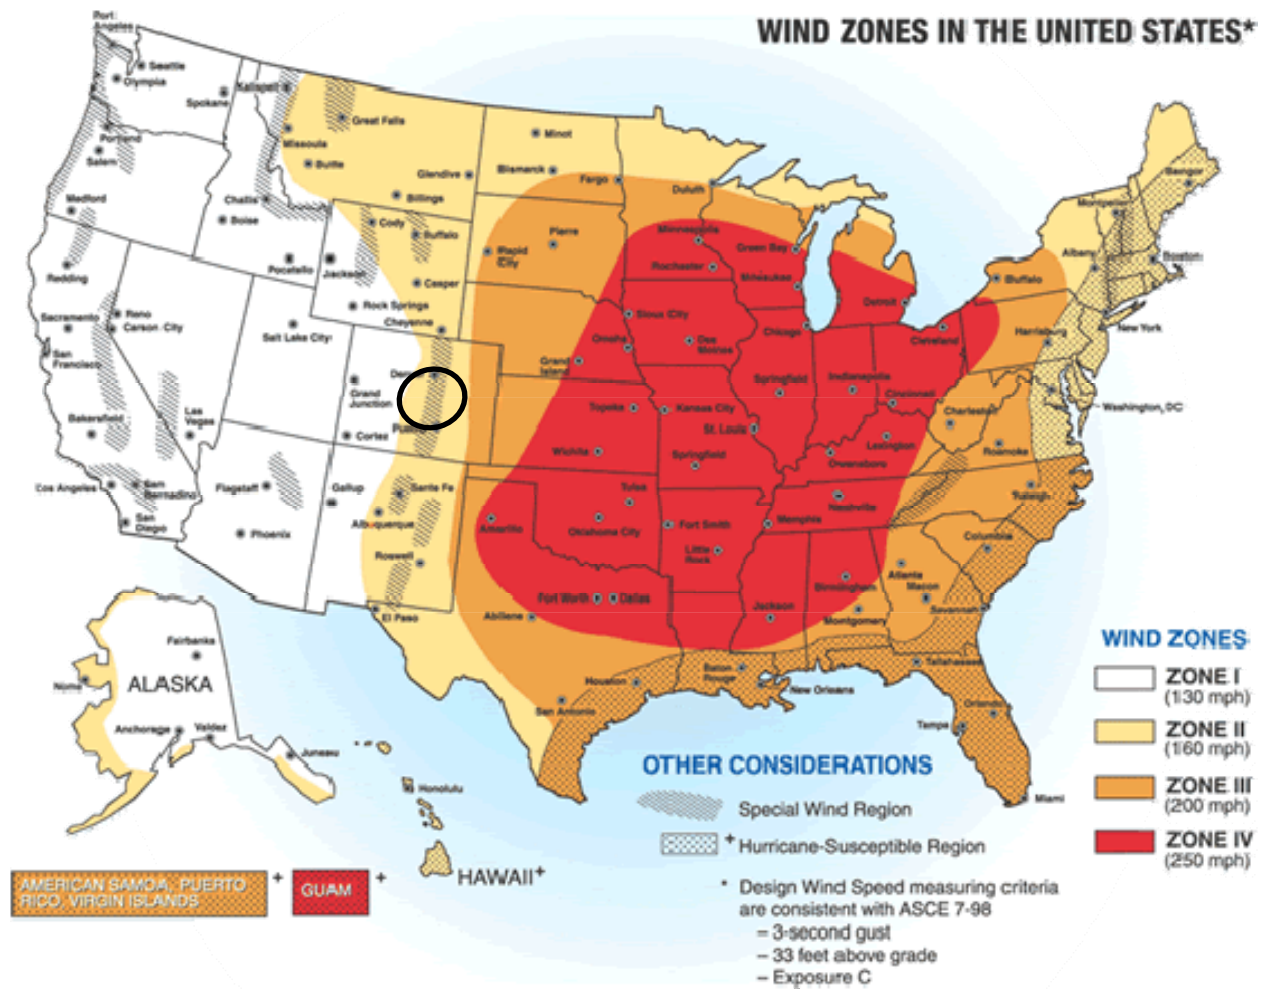 WIND ZONES IN THE UNITED STATES*
Port
Angeles
Seattle
Olympia
Spokane
Kalispell
Great Falls
Portland
Salem
Missoula
Butte
Glendive
Billings
Minot
Bismarck
Fargo
Duluth
Medford
Challis
Boise
Cody
Buffalo
Pierre
Rapid
City
Minneapolis
Green Bay
Rochester
Milwaukee
Bangor
Montpelier
Albany
Boston
Buffalo
Redding
Pocatello
Jackson
Casper
Rock Springs
Cheyenne
Sioux City
Detroit
Sacramento
Reno
Carson City
Salt Lake City
Omaha
Des
Moines
Chicago
Cleveland
Harrisburg
New York
San
Francisco
Grand
Junction
Grand
Island
Springfield
Indianapolis
Cincinnati
Washington, DC
Bakersfield
Las
Vegas
Cortez
Topeka
Kansas City
St. Louis
Charleston
Wichita
Springfield
Lexington
Owensboro
Roanoke
Los Angeles
San
Bernadino
Flagstaff
Gallup
Santa Fe
Tulsa
Nashville
Raleigh
San
Diego
Phoenix
Albuquerque
Amarillo
Oklahoma City
Fort Smith
Memphis
Columbia
Roswell
Little
Rock
Atlanta
Birmingham
Macon
El Paso
Abilene
Fort Worth
Dallas
Jackson
Montgomery
Savannah
Fairbanks
ALASKA
Nome
Anchorage
Valdez
Juneau
Houston
Baton
Rouge
New Orleans
Tallahassee
San Antonio
Orlando
Tampa
Miami
Honolulu
HAWAII+
AMERICAN SAMOA, PUERTO
RICO, VIRGIN ISLANDS
+
GUAM
+
WIND ZONES
ZONE I
(130 mph)
ZONE II
(160 mph)
ZONE III
(200 mph)
ZONE IV
(250 mph)
OTHER CONSIDERATIONS
Special Wind Region
+ Hurricane-Susceptible Region
* Design Wind Speed measuring criteria
are consistent with ASCE 7-98
– 3-second gust
– 33 feet above grade
– Exposure C